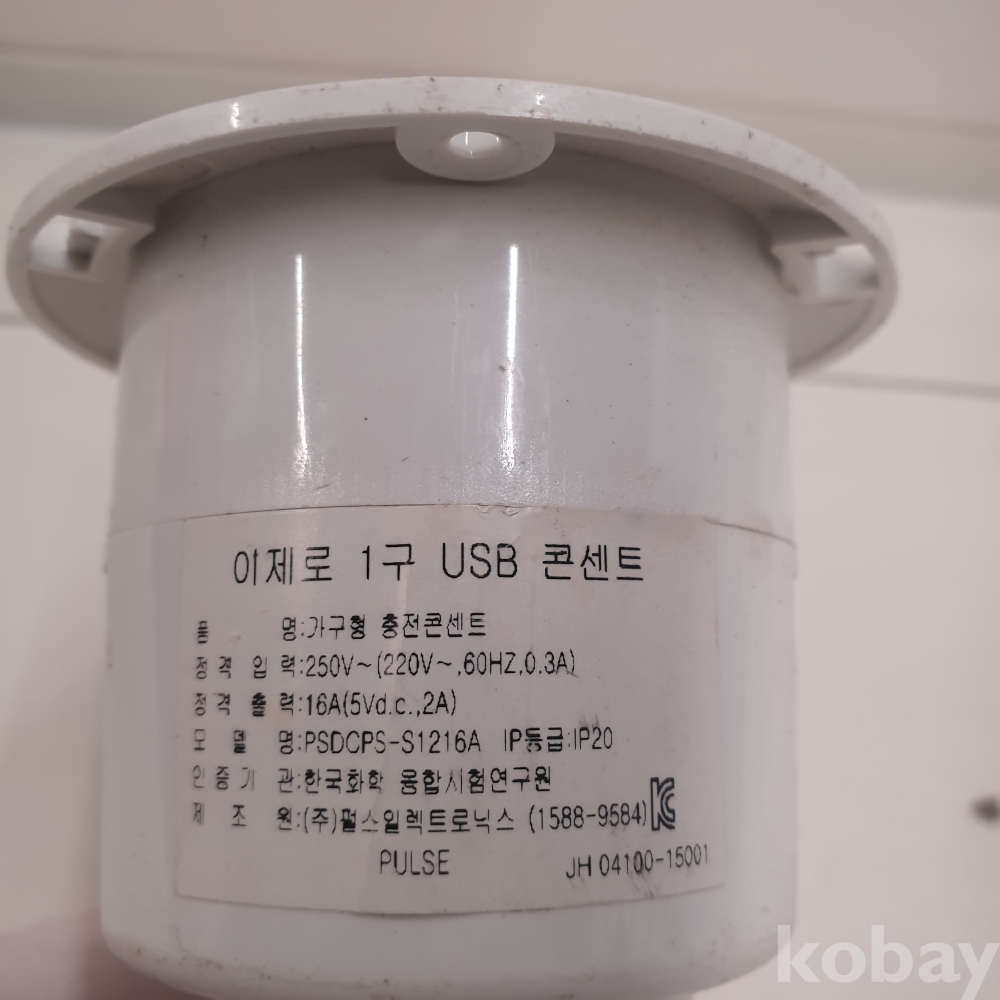 이제로 1구 USB 콘센트
품 명:가구형 충전콘센트
정격 입력:250V~(220V~,60HZ,0.3A)
정격 출력:16A(5Vd.c.,2A)
모 델 명:PSDCPS-S1216A IP등급:IP20
인증기관:한국화학 융합시험연구원
제 조 원:(주)펄스일렉트로닉스 (1588-9584)
PULSE JH 04100-15001
kobay